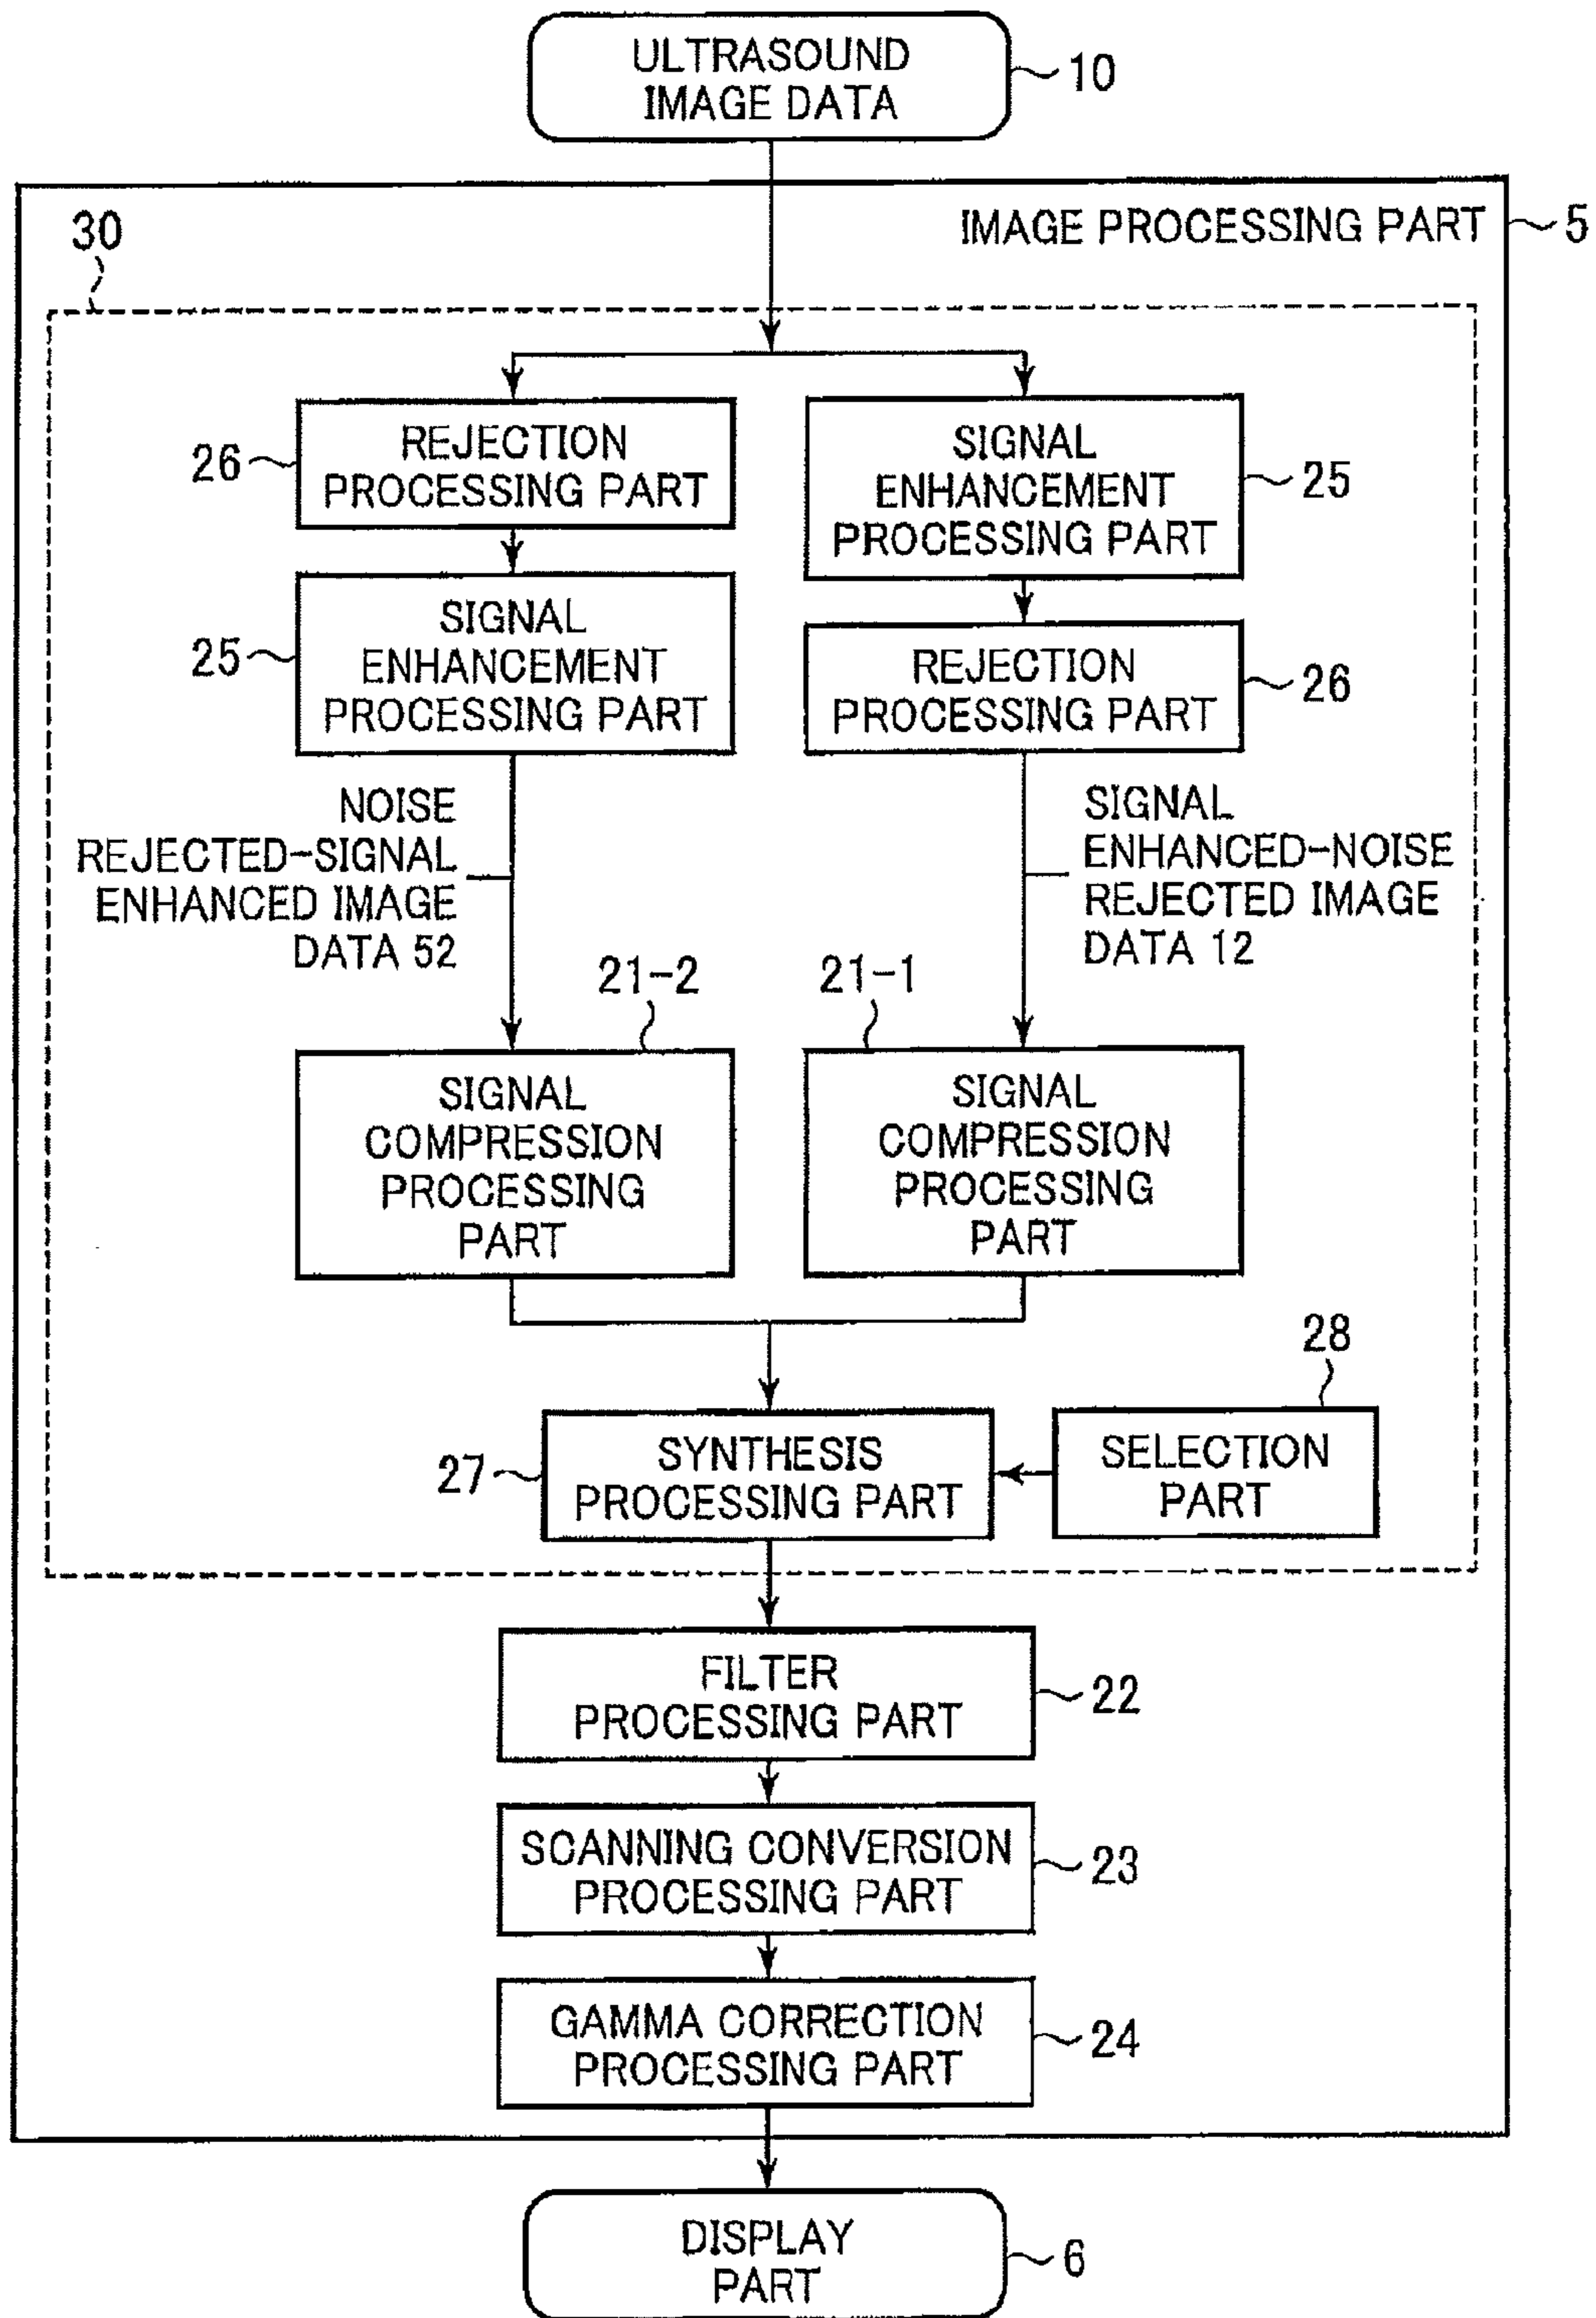 ULTRASOUND
IMAGE DATA
10
IMAGE PROCESSING PART
5
30
26
REJECTION
PROCESSING PART
SIGNAL
ENHANCEMENT
PROCESSING PART
25
25
SIGNAL
ENHANCEMENT
PROCESSING PART
REJECTION
PROCESSING PART
26
NOISE
REJECTED-SIGNAL
ENHANCED IMAGE
DATA 52
SIGNAL
ENHANCED-NOISE
REJECTED IMAGE
DATA 12
21-2
21-1
SIGNAL
COMPRESSION
PROCESSING
PART
SIGNAL
COMPRESSION
PROCESSING
PART
28
27
SYNTHESIS
PROCESSING PART
SELECTION
PART
FILTER
PROCESSING PART
22
SCANNING CONVERSION
PROCESSING PART
23
GAMMA CORRECTION
PROCESSING PART
24
DISPLAY
PART
6